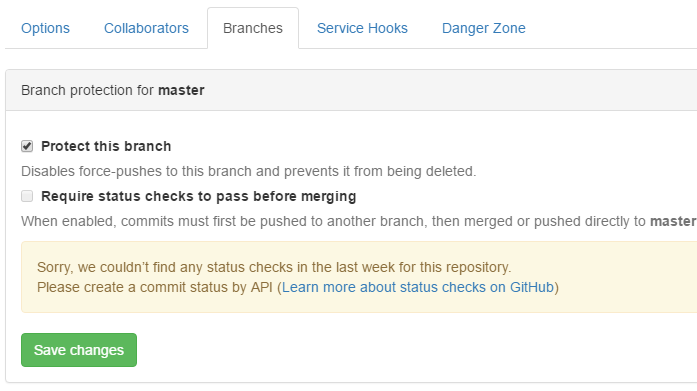 Options Collaborators Branches Service Hooks Danger Zone
Branch protection for master
Protect this branch
Disables force-pushes to this branch and prevents it from being deleted.
Require status checks to pass before merging
When enabled, commits must first be pushed to another branch, then merged or pushed directly to master
Sorry, we couldn't find any status checks in the last week for this repository.
Please create a commit status by API (Learn more about status checks on GitHub)
Save changes